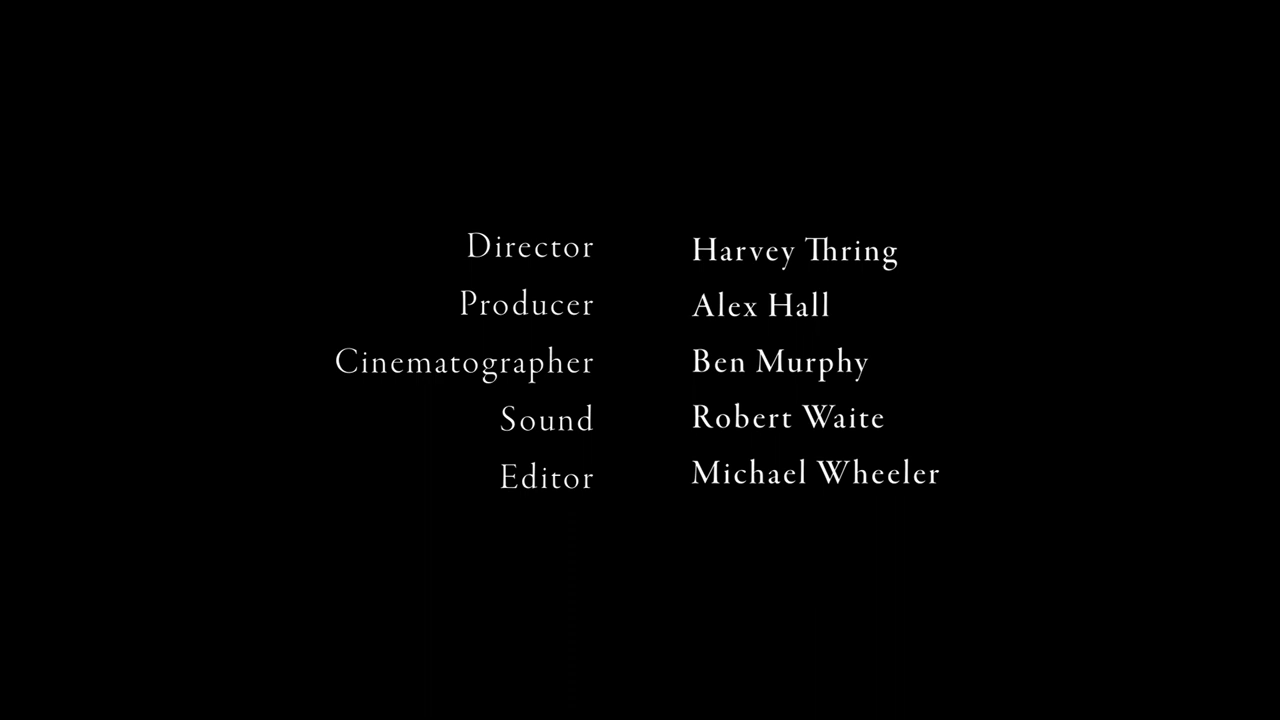 Director Harvey Thring
Producer Alex Hall
Cinematographer Ben Murphy
Sound Robert Waite
Editor Michael Wheeler